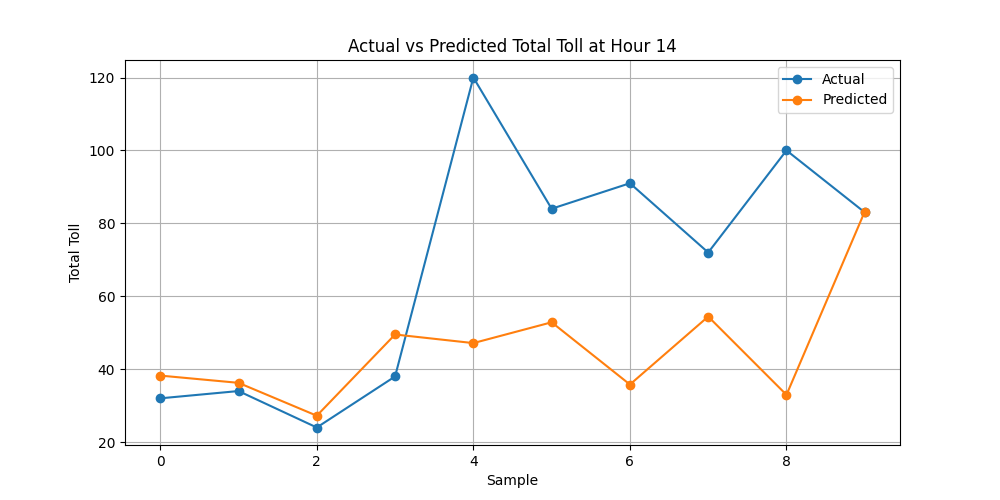 Actual vs Predicted Total Toll at Hour 14
Actual
Predicted
120
100
80
60
40
20
Total Toll
0 2 4 6 8
Sample